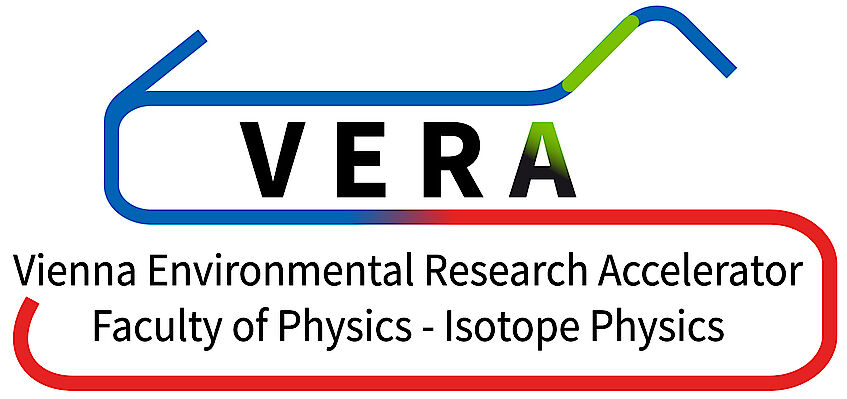 VERA
Vienna Environmental Research Accelerator
Faculty of Physics - Isotope Physics